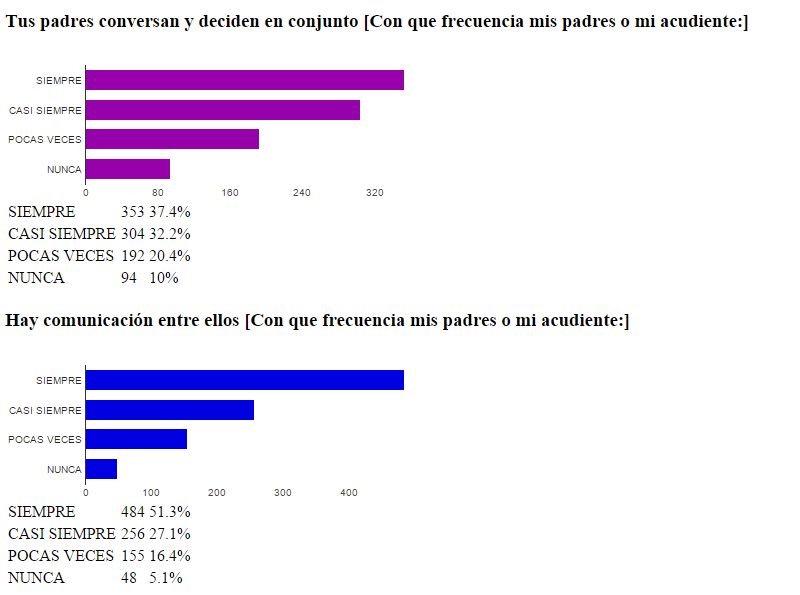 Tus padres conversan y deciden en conjunto [Con que frecuencia mis padres o mi acudiente:]
SIEMPRE
CASI SIEMPRE
POCAS VECES
NUNCA
0 80 160 240 320
SIEMPRE 353 37.4%
CASI SIEMPRE 304 32.2%
POCAS VECES 192 20.4%
NUNCA 94 10%
Hay comunicación entre ellos [Con que frecuencia mis padres o mi acudiente:]
SIEMPRE
CASI SIEMPRE
POCAS VECES
NUNCA
0 100 200 300 400
SIEMPRE 484 51.3%
CASI SIEMPRE 256 27.1%
POCAS VECES 155 16.4%
NUNCA 48 5.1%